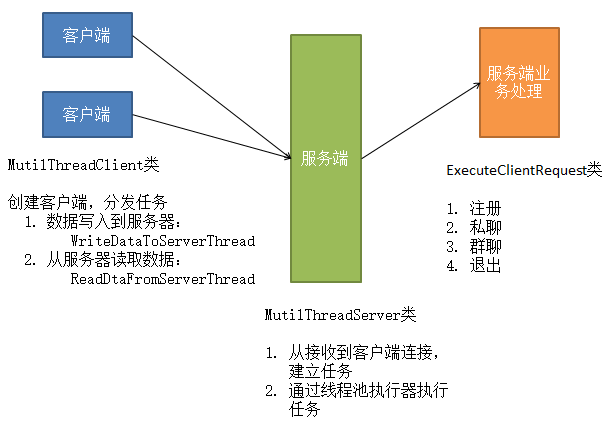 客户端
客户端
服务端
服务端业
务处理
MutilThreadClient类
创建客户端，分发任务
1. 数据写入到服务器：
WriteDataToServerThread
2. 从服务器读取数据：
ReadDtaFromServerThread
ExecuteClientRequest类
1. 注册
2. 私聊
3. 群聊
4. 退出
MutilThreadServer类
1. 从接收到客户端连接，
建立任务
2. 通过线程池执行器执行
任务